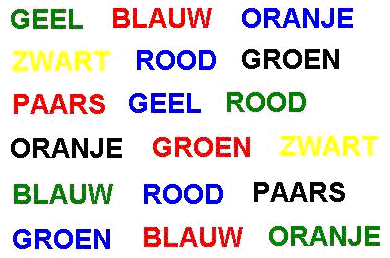 GEEL BLAUW ORANJE
ZWART ROOD GROEN
PAARS GEEL ROOD
ORANJE GROEN ZWART
BLAUW ROOD PAARS
GROEN BLAUW ORANJE